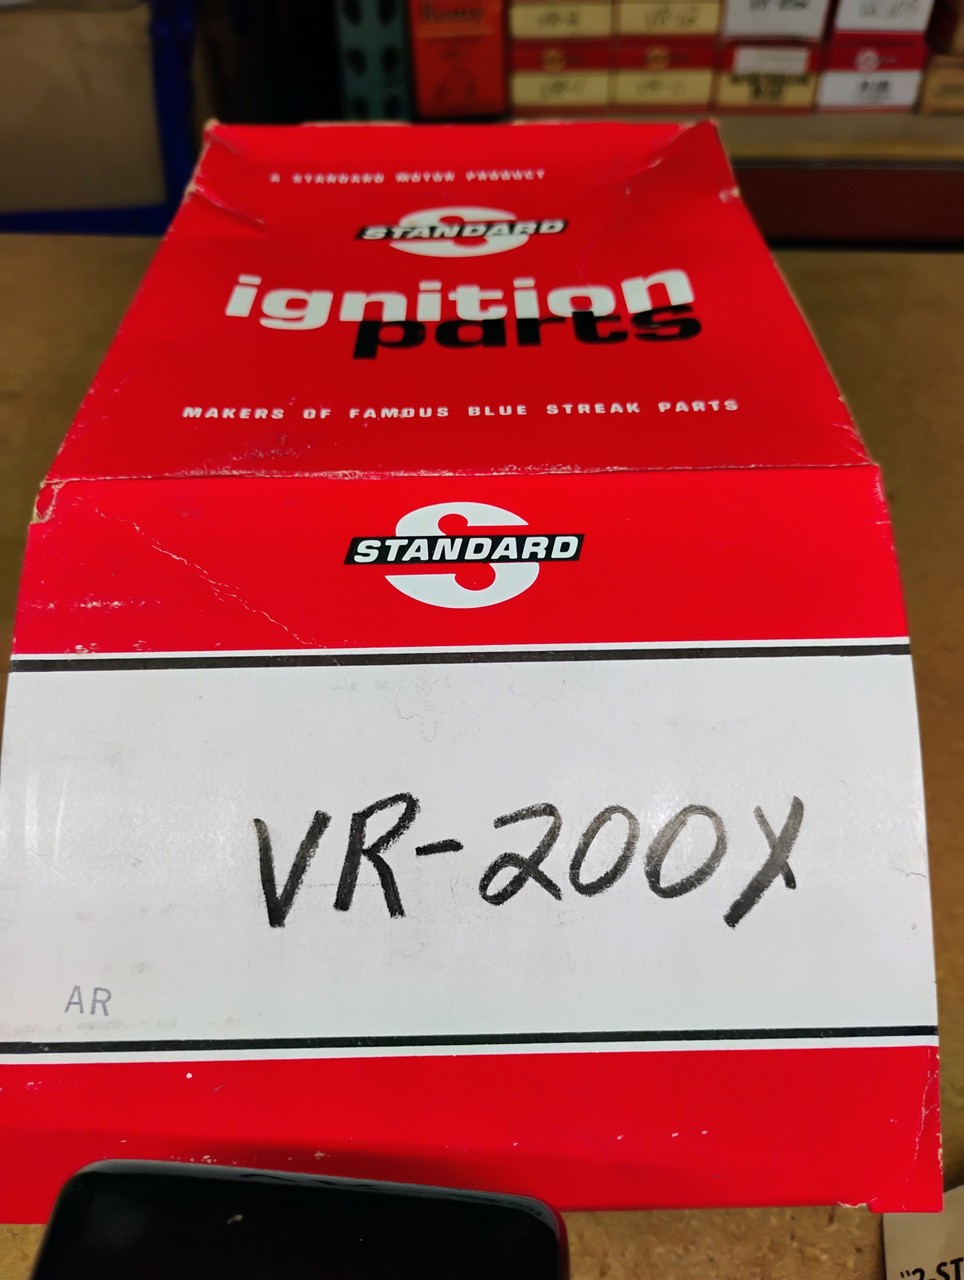 A STANDARD MOTOR PRODUCT
STANDARD
ignition
parts
MAKERS OF FAMOUS BLUE STREAK PARTS
STANDARD
VR-200X
AR